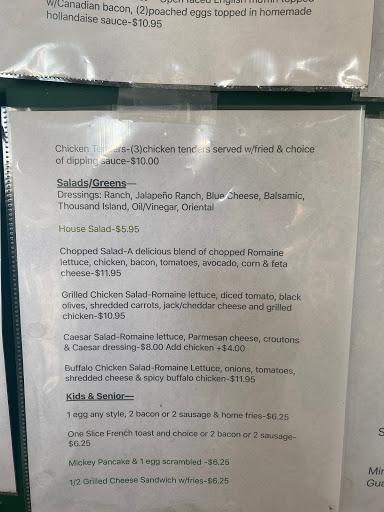 w/Canadian bacon, (2)poached eggs topped in homemade
hollandaise sauce-$10.95
Chicken Tenders-(3)chicken tenders served w/fried & choice
of dipping sauce-$10.00
Salads/Greens—
Dressings: Ranch, Jalapeño Ranch, Blue Cheese, Balsamic,
Thousand Island, Oil/Vinegar, Oriental
House Salad-$5.95
Chopped Salad-A delicious blend of chopped Romaine
lettuce, chicken, bacon, tomatoes, avocado, corn & feta
cheese-$11.95
Grilled Chicken Salad-Romaine lettuce, diced tomato, black
olives, shredded carrots, jack/cheddar cheese and grilled
chicken-$10.95
Caesar Salad-Romaine lettuce, Parmesan cheese, croutons
& Caesar dressing-$8.00 Add chicken +$4.00
Buffalo Chicken Salad-Romaine Lettuce, onions, tomatoes,
shredded cheese & spicy buffalo chicken-$11.95
Kids & Senior—
1 egg any style, 2 bacon or 2 sausage & home fries-$6.25
One Slice French toast and choice or 2 bacon or 2 sausage-
$6.25
Mickey Pancake & 1 egg scrambled -$6.25
1/2 Grilled Cheese Sandwich w/fries-$6.25